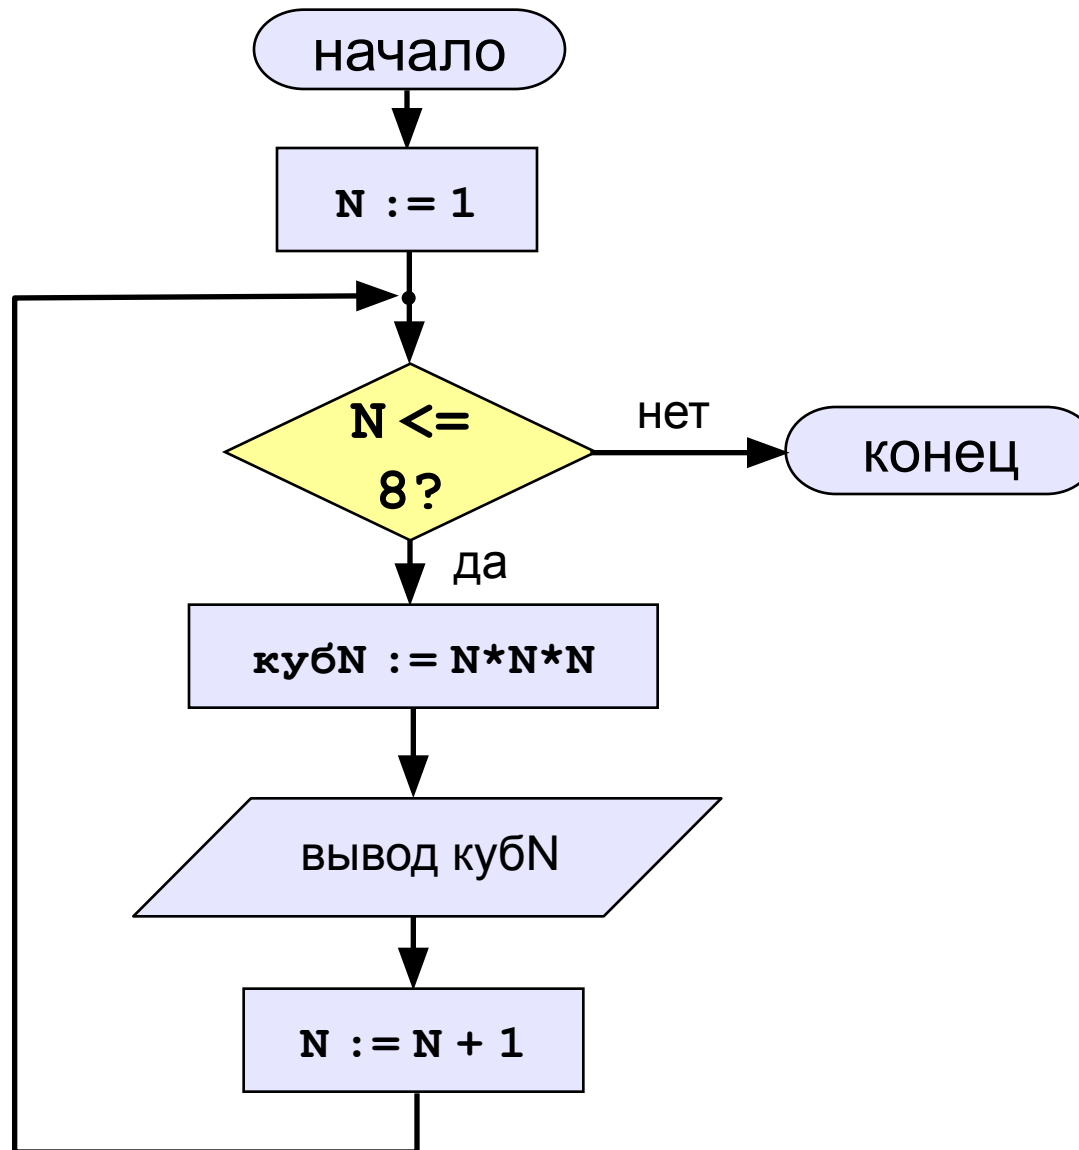 начало
N := 1
N <=
8?
нет
конец
да
кубN := N*N*N
вывод кубN
N := N + 1